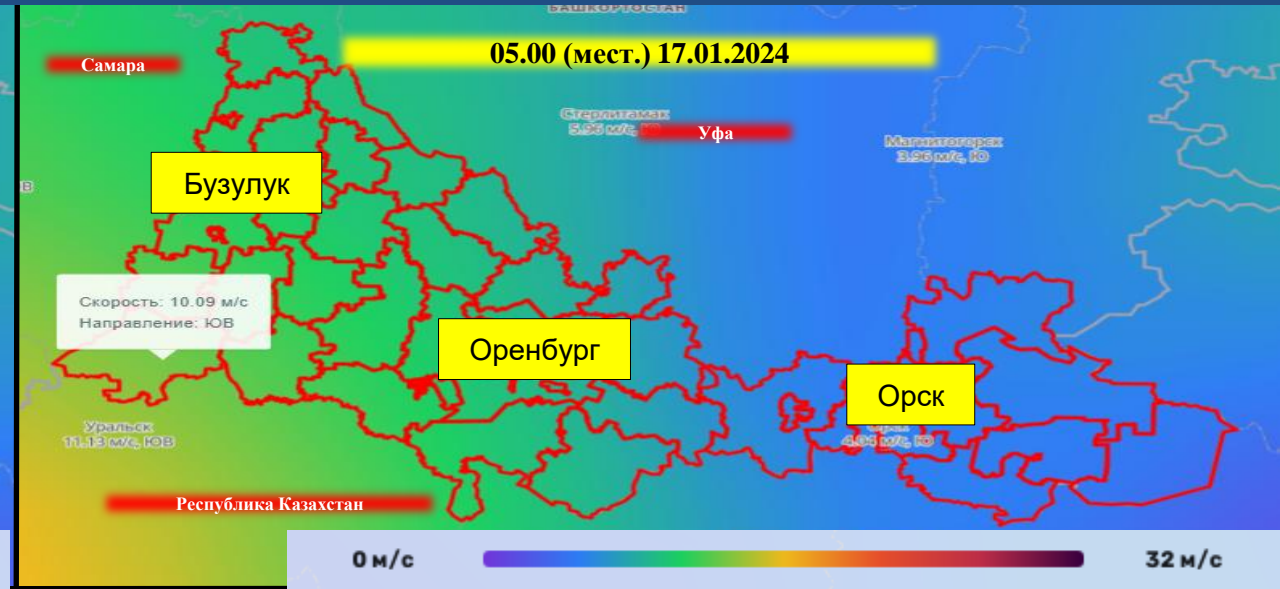 БАШКОРТОСТАН
05.00 (мест.) 17.01.2024
Самара
Стерлитамак
5.96 м/с, Ю
Уфа
Магнитогорск
3.96 м/с, Ю
Бузулук
В
Скорость: 10.09 м/с
Направление: ЮВ
Оренбург
Орск
4.04 м/с, Ю
Уральск
11.13 м/с, ЮВ
Республика Казахстан
0 м/с
32 м/с